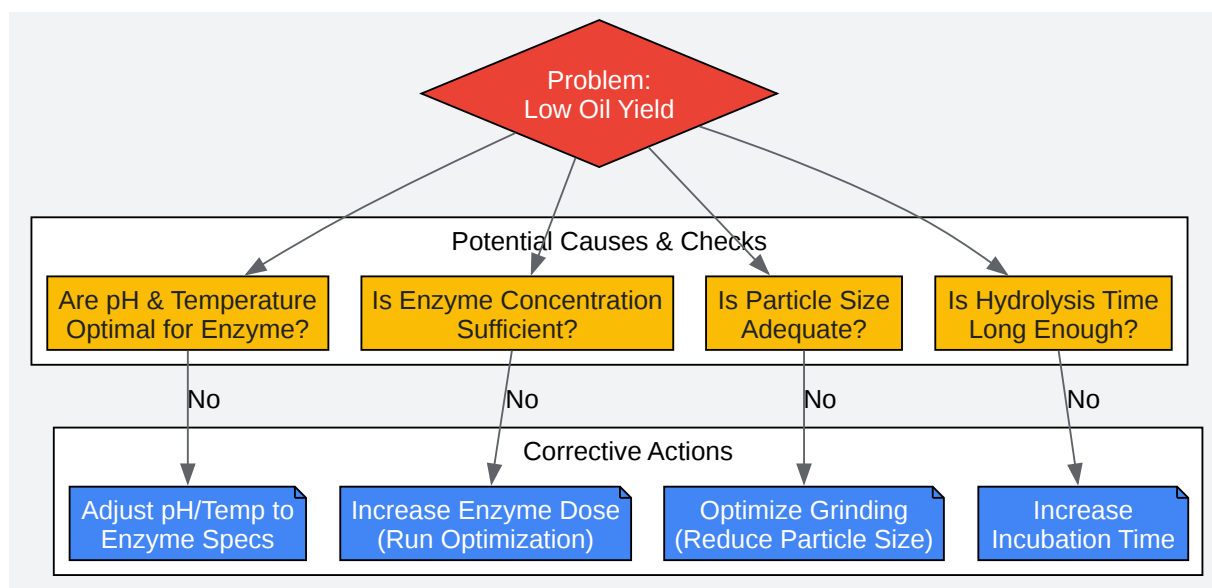 Problem:
Low Oil Yield
Potential Causes & Checks
Are pH & Temperature
Optimal for Enzyme?
Is Enzyme Concentration
Sufficient?
Is Particle Size
Adequate?
Is Hydrolysis Time
Long Enough?
No
No
No
No
Corrective Actions
Adjust pH/Temp to
Enzyme Specs
Increase Enzyme Dose
(Run Optimization)
Optimize Grinding
(Reduce Particle Size)
Increase
Incubation Time